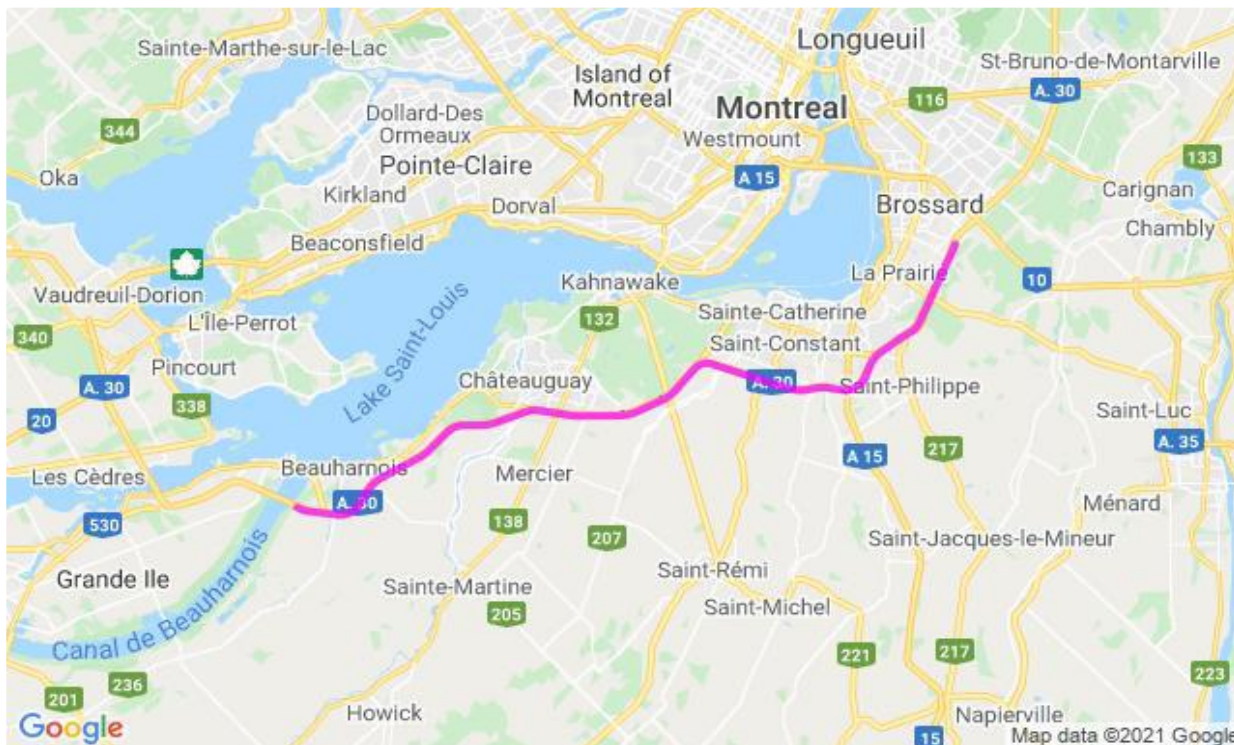 Longueuil
Sainte-Marthe-sur-le-Lac
St-Bruno-de-Montarville
Island of
Montreal
A. 30
116
Montreal
Dollard-Des
Ormeaux
344
Westmount
133
Pointe-Claire
A 15
Oka
Kirkland
Carignan
Dorval
Brossard
Chambly
Beaconsfield
Vaudreuil-Dorion
Kahnawake
La Prairie
10
L'Île-Perrot
132
Sainte-Catherine
340
Lake Saint-Louis
Saint-Constant
Pincourt
A. 30
Châteauguay
A. 30
Saint-Philippe
338
20
Saint-Luc
A 15
217
A. 35
Les Cèdres
Beauharnois
Mercier
A. 30
Ménard
530
138
207
Saint-Jacques-le-Mineur
Grande Ile
Saint-Rémi
Sainte-Martine
Saint-Michel
205
Canal de Beauharnois
221
217
223
236
201
Howick
Napierville
Google
15
Map data ©2021 Google